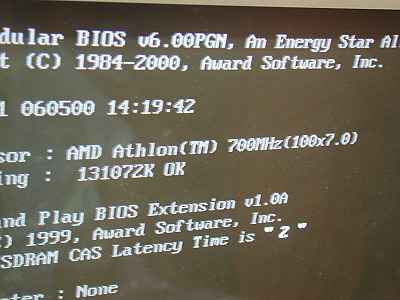 dular BIOS v6.00PGN, An Energy Star Al
t (C) 1984-2000, Award Software, Inc.
1 060500 14:19:42
sor : AMD Athlon(TM) 700MHz(100x7.0)
ing : 131072K OK
and Play BIOS Extension v1.0A
C) 1999, Award Software, Inc.
SDRAM CAS Latency Time is "2"
ter : None